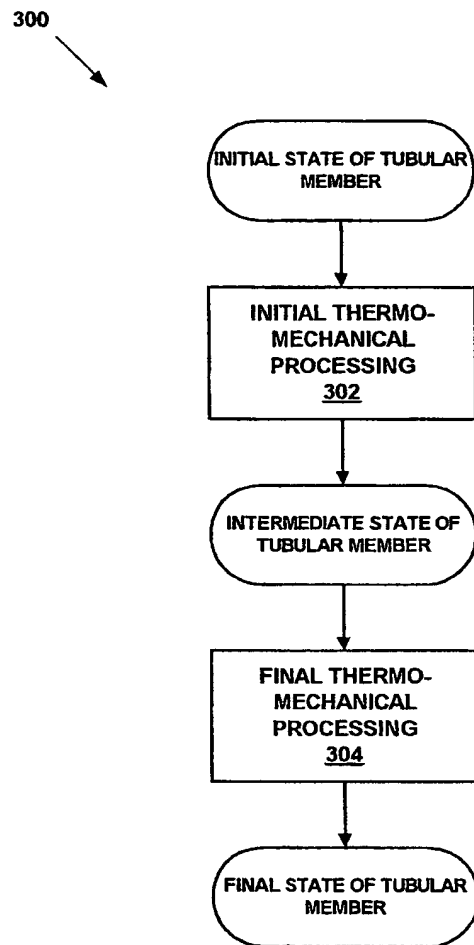 300
INITIAL STATE OF TUBULAR
MEMBER
INITIAL THERMO-
MECHANICAL
PROCESSING
302
INTERMEDIATE STATE OF
TUBULAR MEMBER
FINAL THERMO-
MECHANICAL
PROCESSING
304
FINAL STATE OF TUBULAR
MEMBER